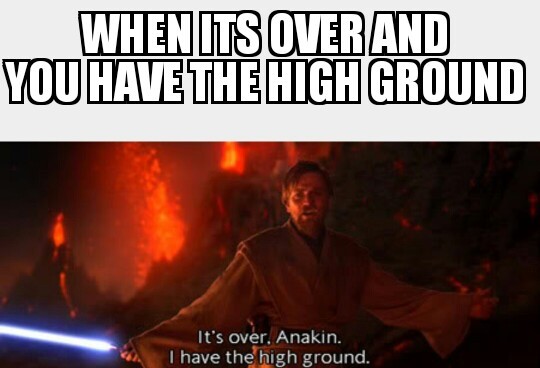 WHEN ITS OVER AND
YOU HAVE THE HIGH GROUND
It's over, Anakin.
I have the high ground.